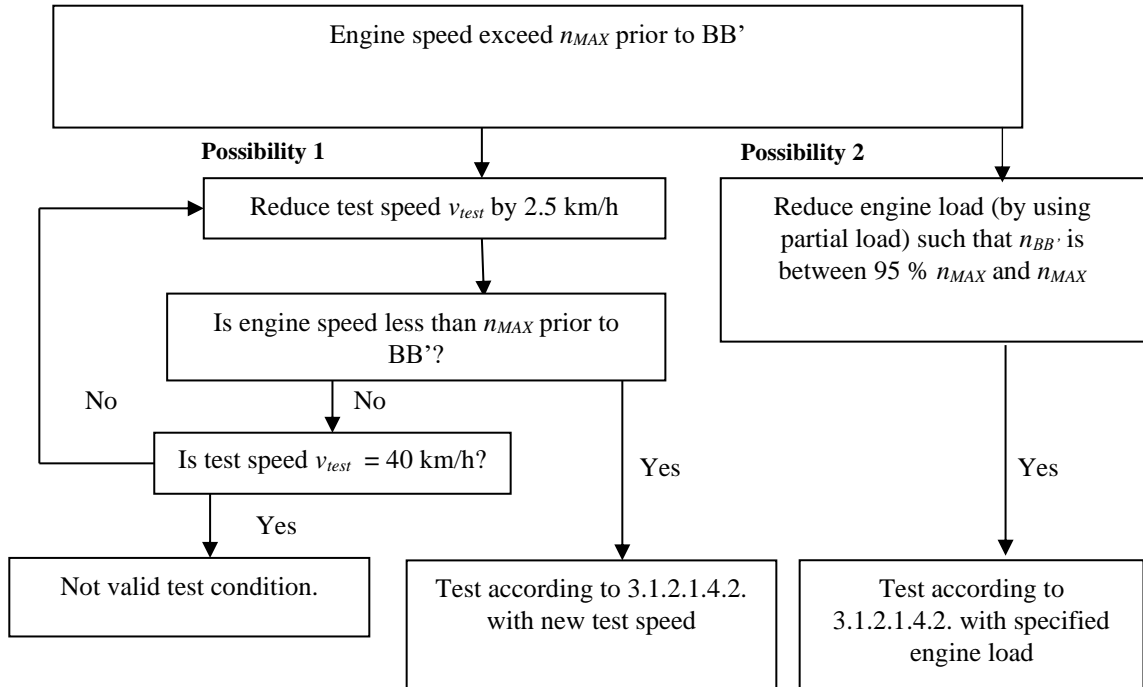 Engine speed exceed nMAX prior to BB’
Possibility 1
Possibility 2
Reduce test speed vtest by 2.5 km/h
Reduce engine load (by using
partial load) such that nBB’ is
between 95 % nMAX and nMAX
Is engine speed less than nMAX prior to
BB’?
No
No
Is test speed vtest = 40 km/h?
Yes
Yes
Yes
Not valid test condition.
Test according to 3.1.2.1.4.2.
with new test speed
Test according to
3.1.2.1.4.2. with specified
engine load